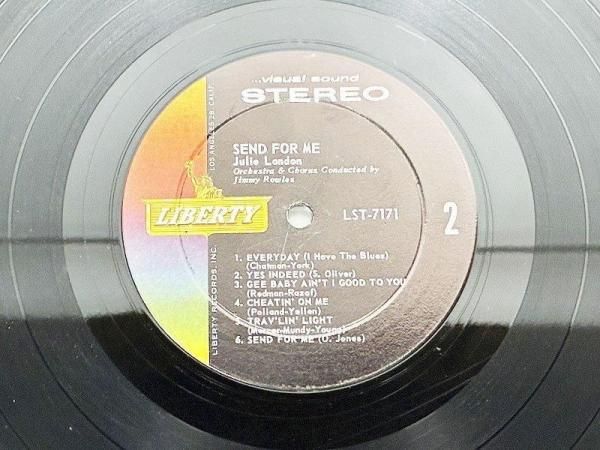 ...visual sound
STEREO
SEND FOR ME
Julie London
Orchestra & Chorus Conducted by
Jimmy Rowles
LST-7171
2
LIBERTY
1. EVERYDAY (I Have The Blues)
(Chatman-York)
2. YES INDEED (S. Oliver)
3. GEE BABY AIN'T I GOOD TO YOU
(Redman-Razaf)
4. CHEATIN' ON ME
(Polland-Yellen)
5. TRAV'LIN' LIGHT
(Mercer-Mundy-Young)
6. SEND FOR ME (O. Jones)
LIBERTY RECORDS, INC.
LOS ANGELES 28, CALIF.